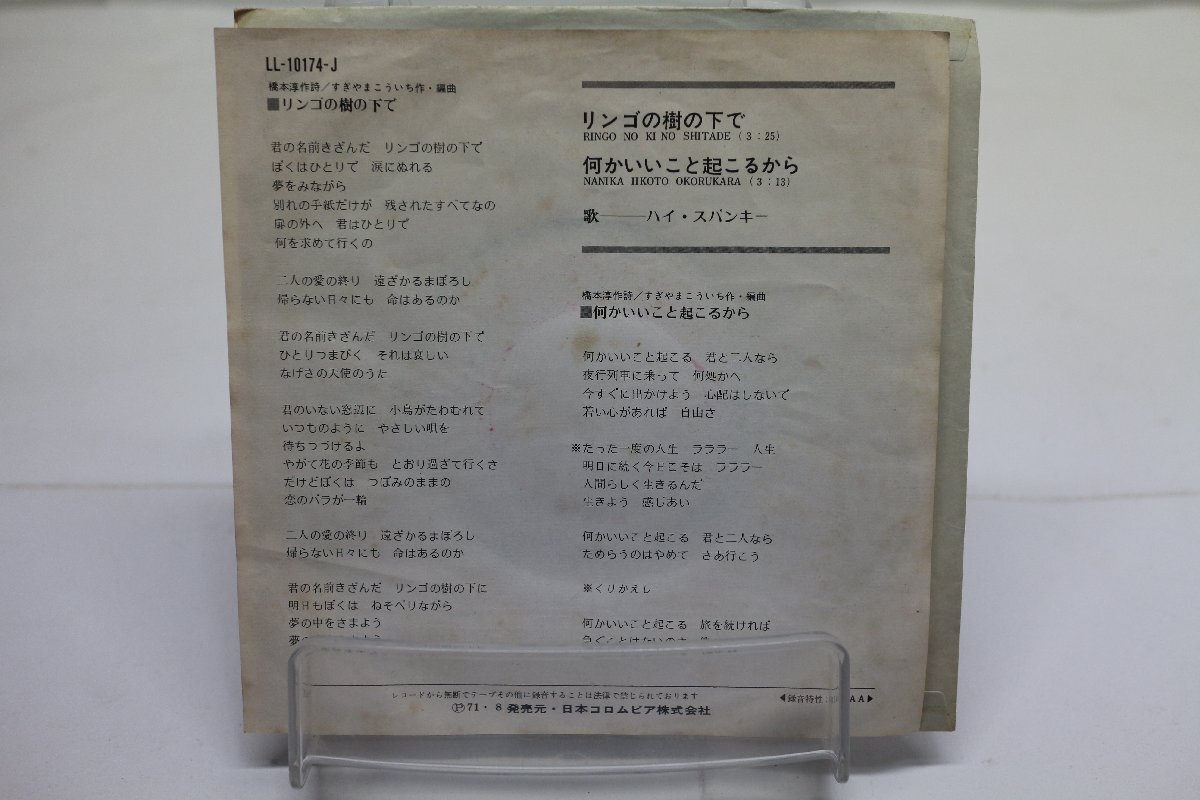 LL-10174-J
橋本淳作詩/すぎやまこういち作・編曲
■リンゴの樹の下で
君の名前きざんだ リンゴの樹の下で
ぼくはひとりで 涙にぬれる
夢をみながら
別れの手紙だけが 残されたすべてなの
扉の外へ 君はひとりで
何を求めて行くの
二人の愛の終り 遠ざかるまぼろし
帰らない日々にも 命はあるのか
君の名前きざんだ リンゴの樹の下で
ひとりつまびく それは哀しい
なげさの天使のうた
君のいない窓辺に 小鳥がたわむれて
いつものように やさしい唄を
待ちつづけるよ
やがて花の季節も とおり過ぎて行くさ
だけどぼくは つぼみのままの
恋のバラが一輪
二人の愛の終り 遠ざかるまぼろし
帰らない日々にも 命はあるのか
君の名前きざんだ リンゴの樹の下に
明日もぼくは ねそべりながら
夢の中をさまよう
リンゴの樹の下で
RINGO NO KI NO SHITADE (3:25)
何かいいこと起こるから
NANIKA IIKOTO OKORUKARA (3:13)
歌――ハイ・スパンキー
橋本淳作詩/すぎやまこういち作・編曲
■何かいいこと起こるから
何かいいこと起こる 君と二人なら
夜行列車に乗って 何処かへ
今すぐに出かけよう 心配はしないで
若い心があれば 自由さ
※たった一度の人生 ラララー 人生
明日に続く今日こそは ラララー
人間らしく生きるんだ
生きよう 感じあい
何かいいこと起こる 君と二人なら
ためらうのはやめて さあ行こう
※くりかえし
何かいいこと起こる 旅を続ければ
レコードから無断でテープその他に録音することは法律で禁じられております
Ⓟ71・8 発売元・日本コロムビア株式会社
◀録音特性: AA▶